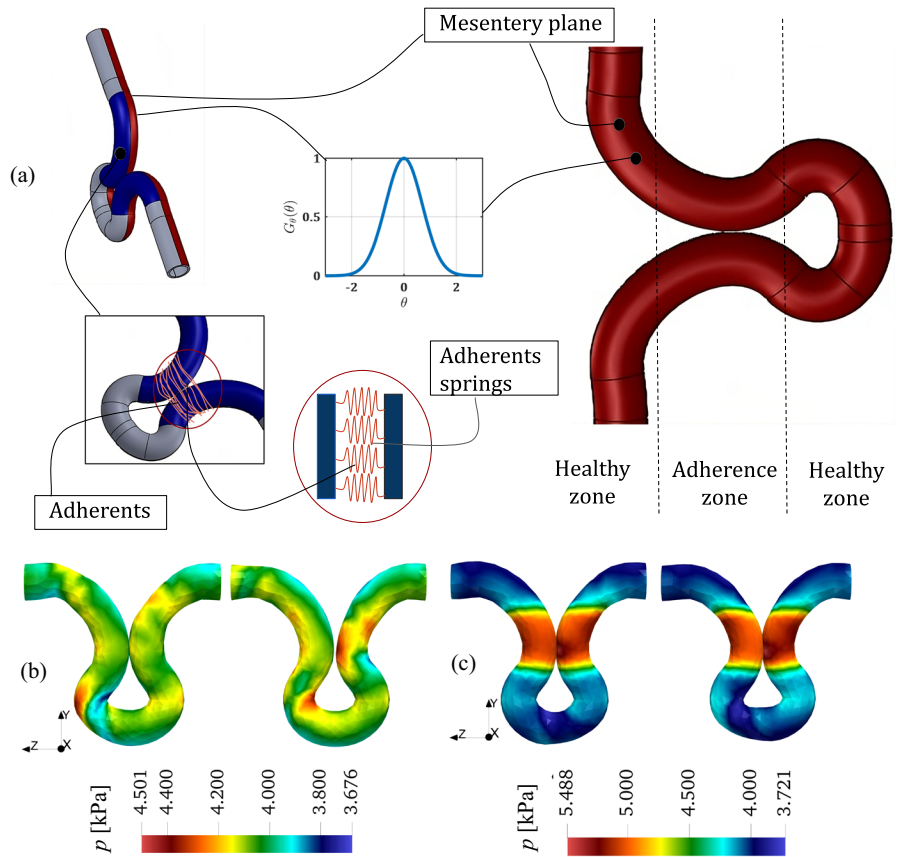 Mesentery plane
(a)
1
0.5
0
-2
0
2
Gθ(θ)
θ
Adherents
springs
Adherents
Healthy
zone
Adherence
zone
Healthy
zone
(b)
Y
Z
X
(c)
Y
Z
X
p [kPa]
4.501
4.400
4.200
4.000
3.800
3.676
p [kPa]
5.488
5.000
4.500
4.000
3.721